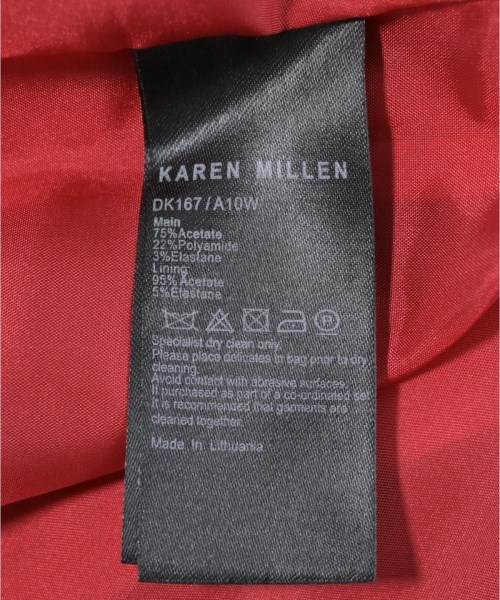 KAREN MILLEN
DK167/A10W
Main
75%Acetate
22%Polyamide
3%Elastane
Lining:
95% Acetate
5%Elastane
Specialist dry clean only.
Please place delicates in bag prior to dry
cleaning.
Avoid contact with abrasive surfaces.
If purchased as part of a co-ordinated set
It is recommended that garments are
cleaned together.
Made In Lithuania